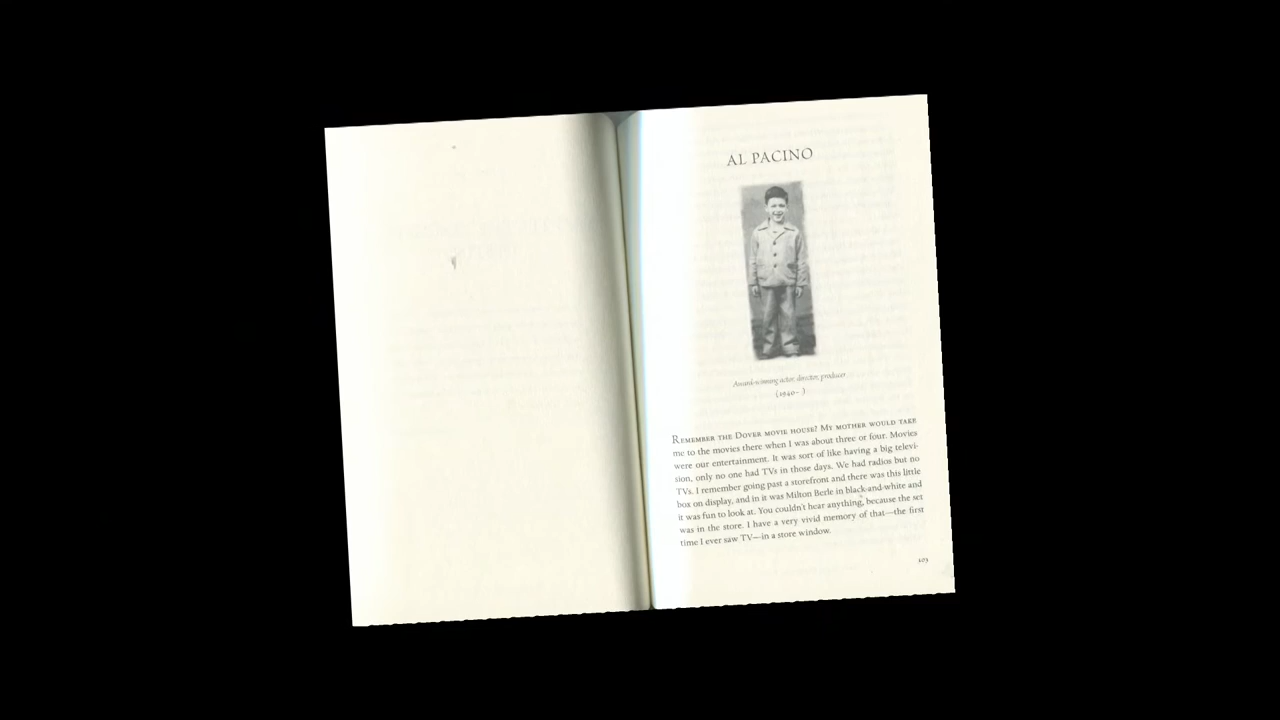 AL PACINO
Award-winning actor, director, producer
(1940– )
REMEMBER THE DOVER MOVIE HOUSE? MY MOTHER WOULD TAKE
me to the movies there when I was about three or four. Movies
were our entertainment. It was sort of like having a big televi-
sion, only no one had TVs in those days. We had radios but no
TVs. I remember going past a storefront and there was this little
box on display, and in it was Milton Berle in black-and-white and
it was fun to look at. You couldn't hear anything, because the set
was in the store. I have a very vivid memory of that—the first
time I ever saw TV—in a store window.